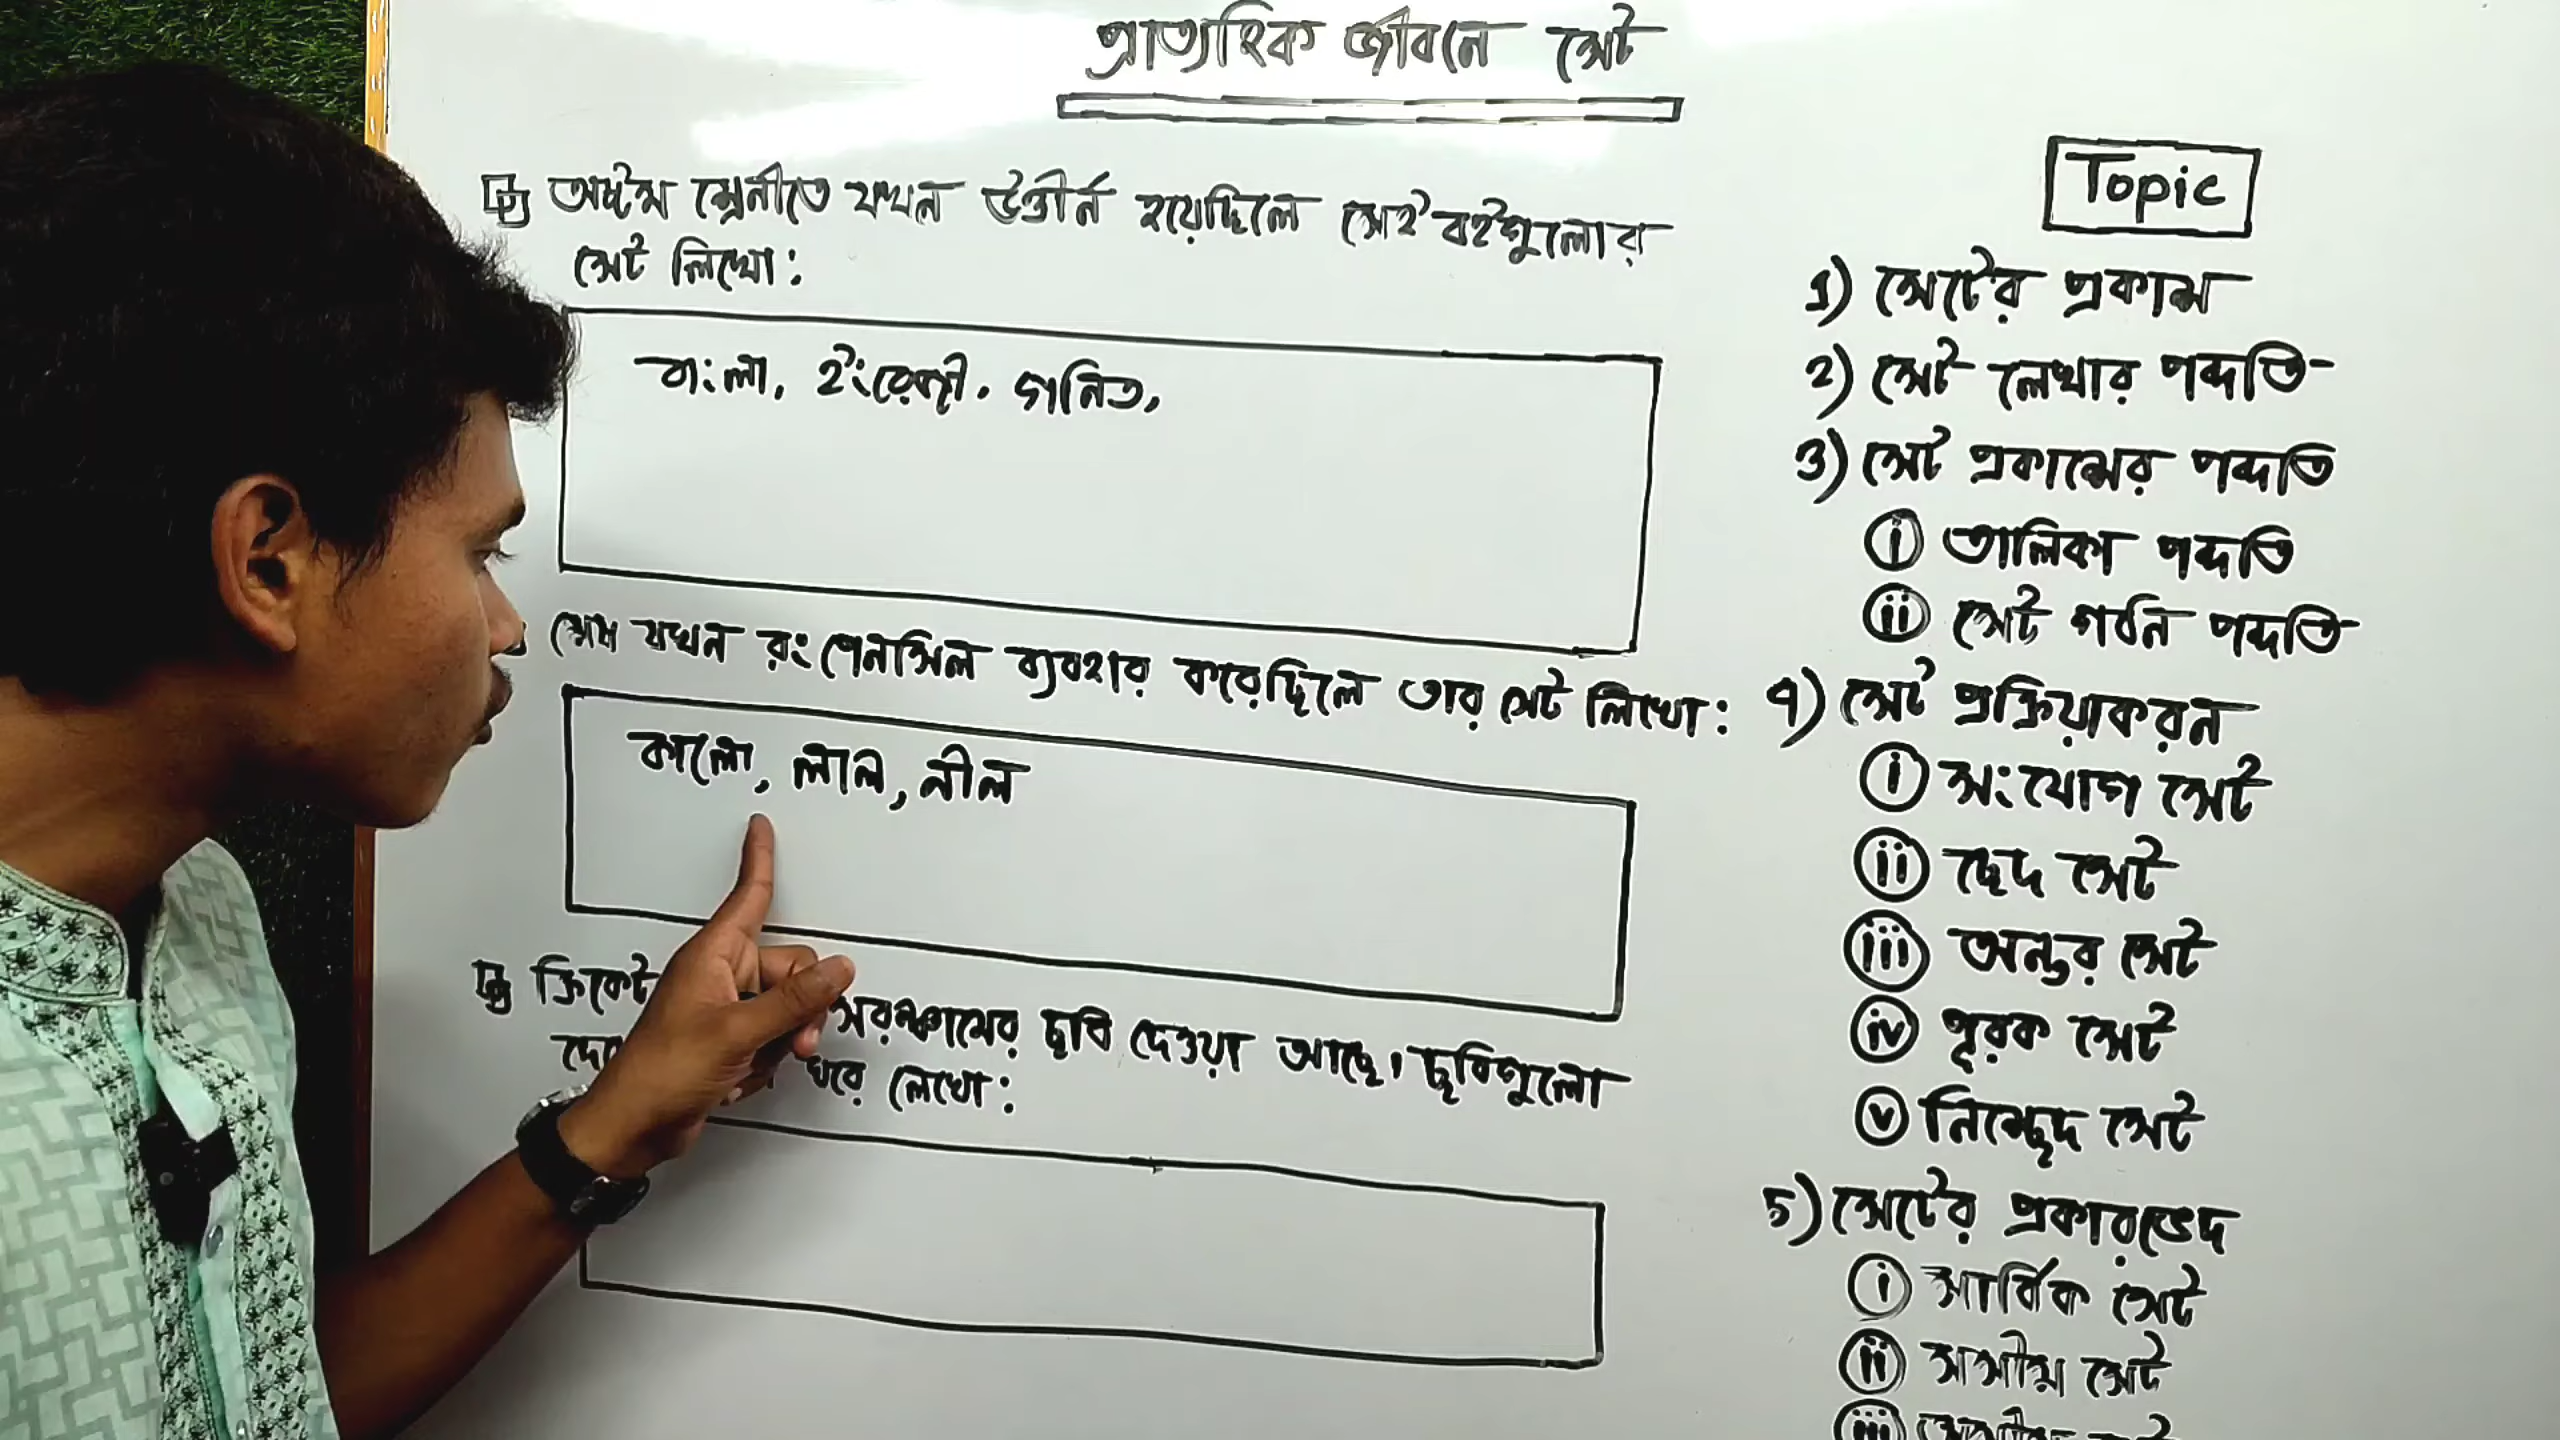 প্রাত্যহিক জীবনে সেট
অষ্টম শ্রেনীতে যখন উত্তীর্ন হয়েছিলে সেই বইগুলোর
সেট লিখো:
বাংলা, ইংরেজী, গনিত,
শেষ যখন রং পেনসিল ব্যবহার করেছিলে তার সেট লিখো:
কালো, লাল, নীল
ক্রিকেট সরঞ্জামের ছবি দেওয়া আছে, ছবিগুলো
ঘরে লেখো:
Topic
1) সেটের প্রকাশ
2) সেট লেখার পদ্ধতি
3) সেট প্রকাশের পদ্ধতি
i তালিকা পদ্ধতি
ii সেট গঠন পদ্ধতি
4) সেট প্রক্রিয়াকরন
i সংযোগ সেট
ii ছেদ সেট
iii অন্তর সেট
iv পূরক সেট
v নিশ্ছেদ সেট
5) সেটের প্রকারভেদ
i সার্বিক সেট
ii সসীম সেট
iii